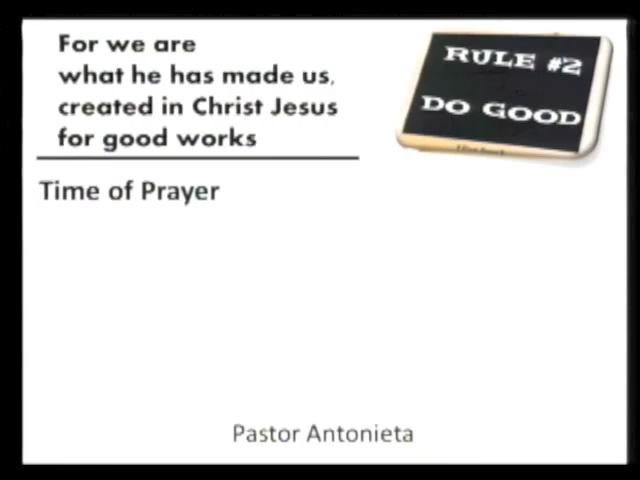 For we are
what he has made us,
created in Christ Jesus
for good works
RULE #2
DO GOOD
Time of Prayer
Pastor Antonieta